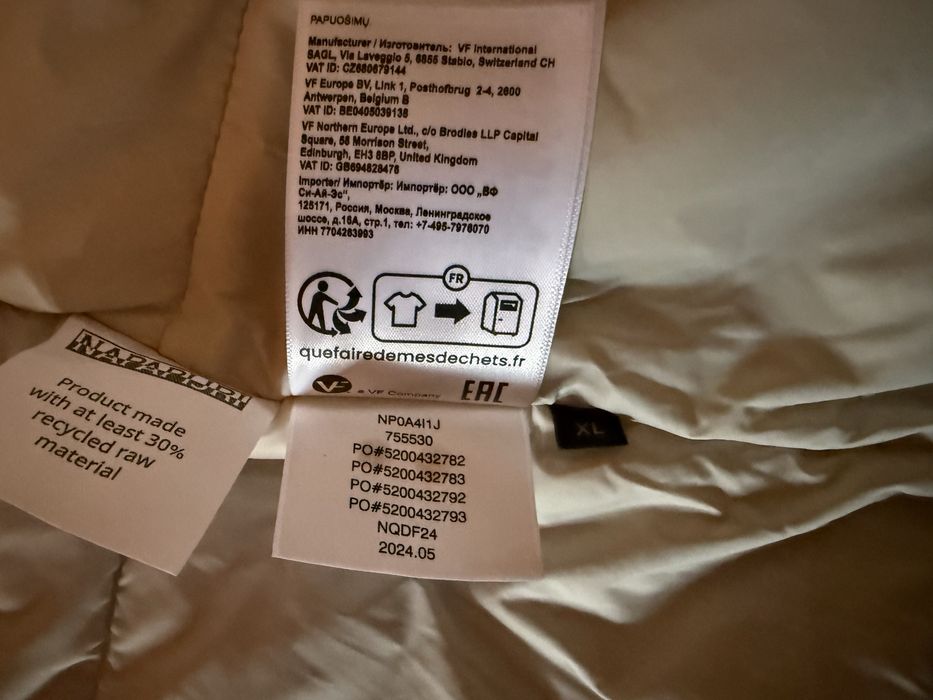 PAPUOŠIMŲ
Manufacturer / Изготовитель: VF International
SAGL, Via Laveggio 5, 6855 Stabio, Switzerland CH
VAT ID: CZ680679144
VF Europe BV, Link 1, Posthofbrug 2-4, 2600
Antwerpen, Belgium B
VAT ID: BE0405039138
VF Northern Europe Ltd., c/o Brodies LLP Capital
Square, 58 Morrison Street,
Edinburgh, EH3 8BP, United Kingdom
VAT ID: GB694828476
Importer/ Импортёр: Импортёр: ООО „ВФ
Си-Ай-Эс“,
125171, Россия, Москва, Ленинградское
шоссе, д.16А, стр.1, тел: +7-495-7976070
ИНН 7704263993
FR
quefairedemesdechets.fr
VF a VF Company EAC
NAPAPIJRI
Product made
with at least 30%
recycled raw
material
NP0A4I1J
755530
PO#5200432782
PO#5200432783
PO#5200432792
PO#5200432793
NQDF24
2024.05
XL